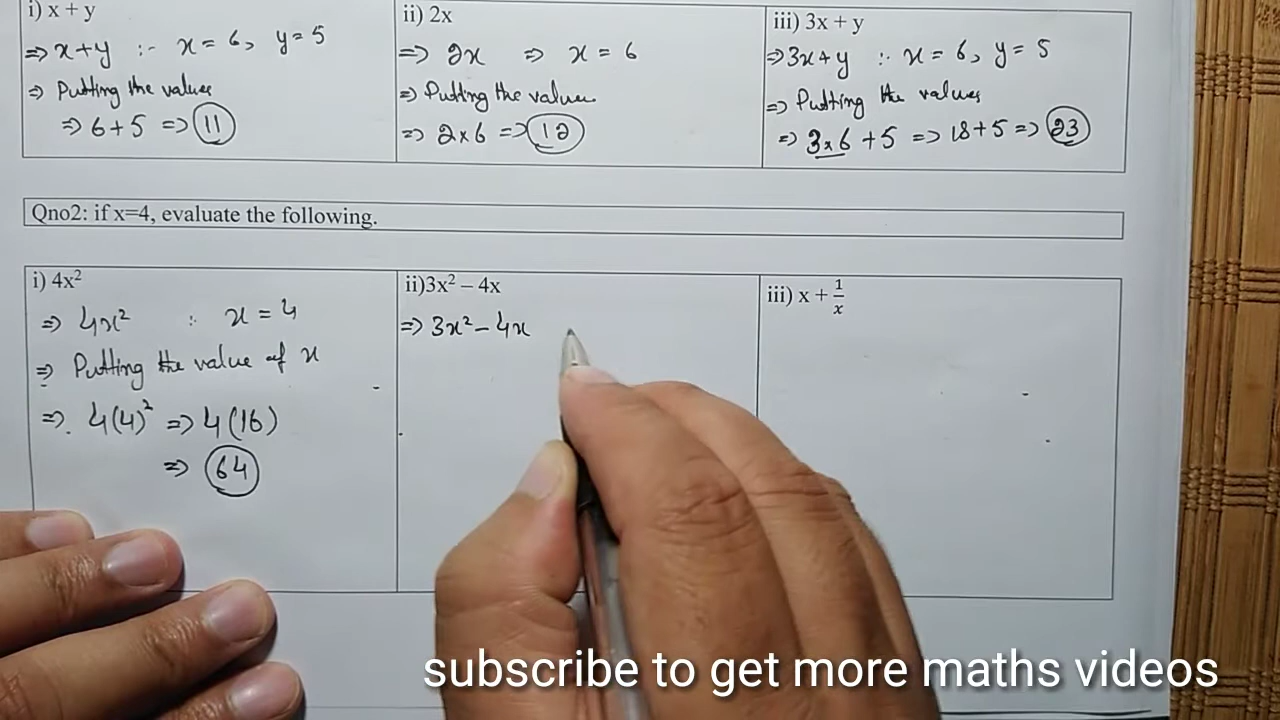 i) x + y
⇒ x+y :- x = 6, y = 5
⇒ Putting the values
⇒ 6+5 ⇒ 11
ii) 2x
⇒ 2x ⇒ x = 6
⇒ Putting the values
⇒ 2×6 ⇒ 12
iii) 3x + y
⇒ 3x+y ∵ x = 6, y = 5
⇒ Putting the values
⇒ 3×6 +5 ⇒ 18+5 ⇒ 23
Qno2: if x=4, evaluate the following.
i) 4x²
⇒ 4x² ∵ x = 4
⇒ Putting the value of x
⇒ 4(4)² ⇒ 4(16)
⇒ 64
ii)3x² – 4x
⇒ 3x² – 4x
iii) x + 1/x
subscribe to get more maths videos